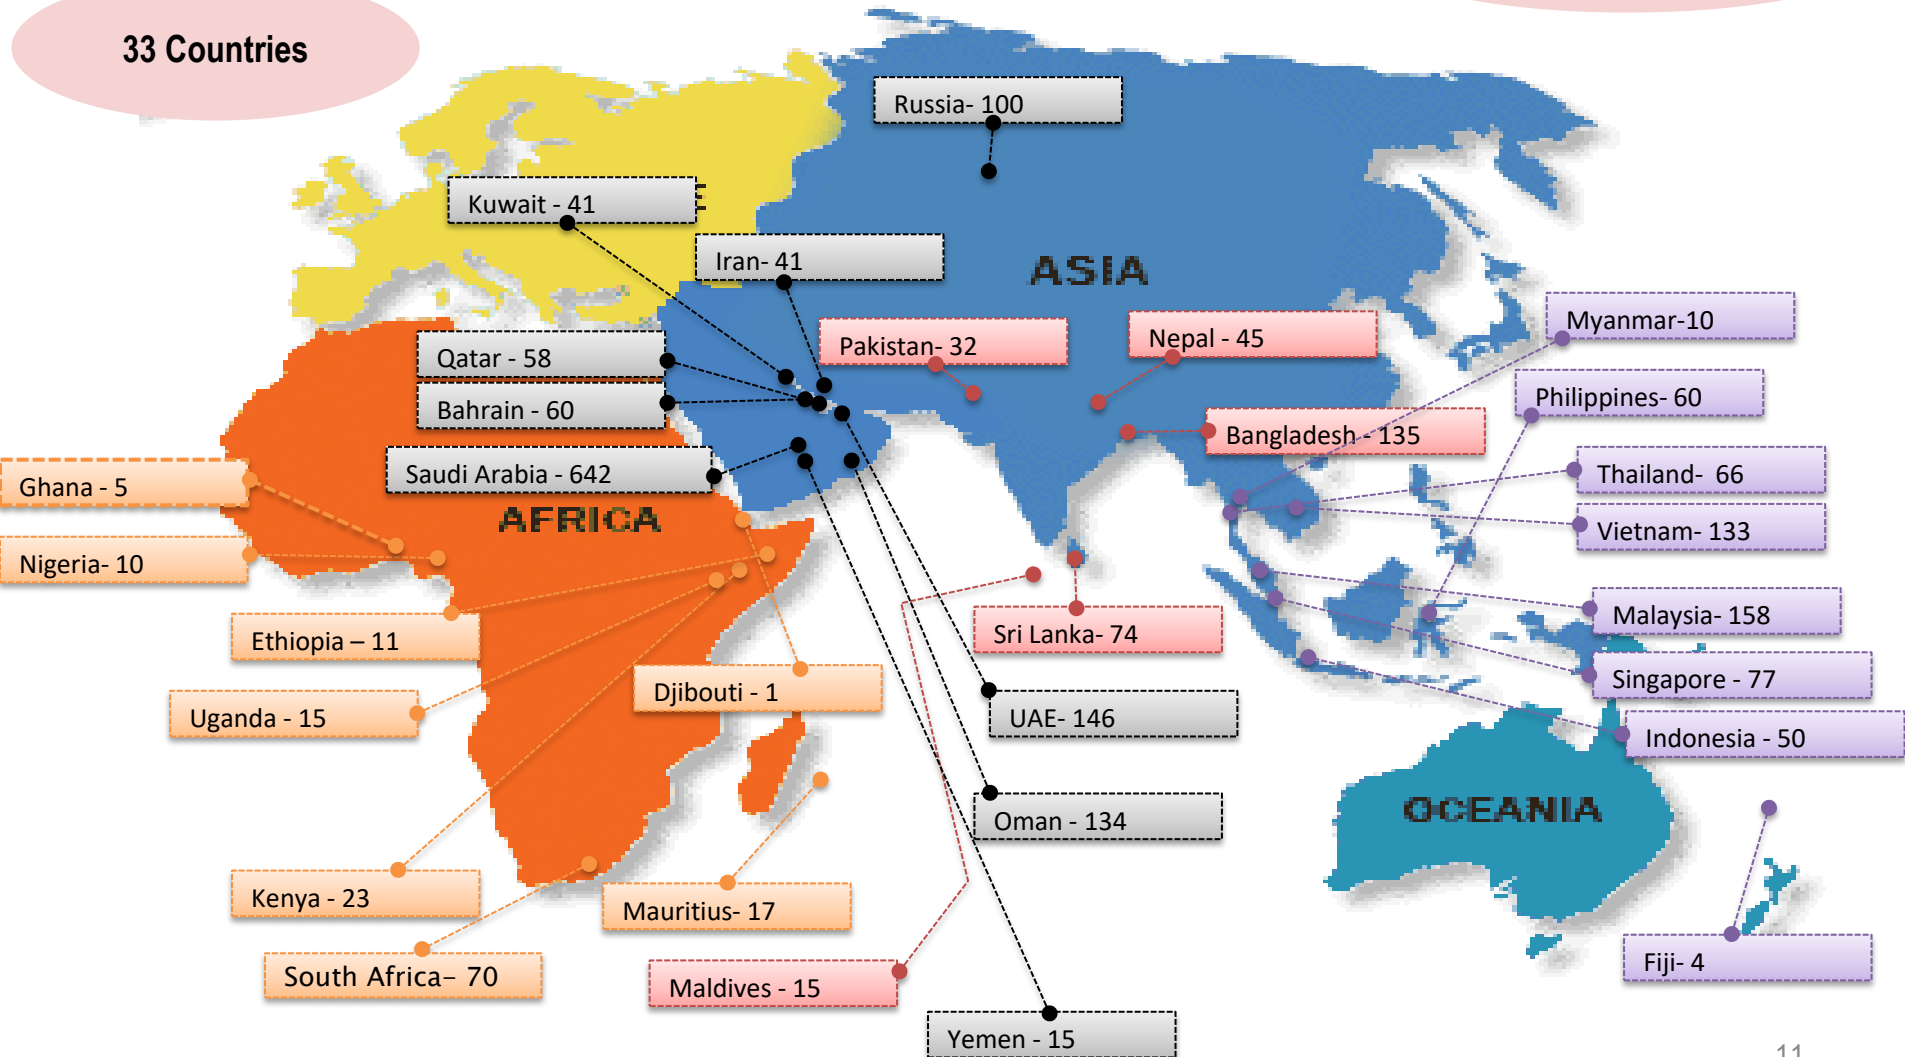 33 Countries
Russia- 100
Kuwait - 41
E
Iran- 41
ASIA
Myanmar-10
Pakistan- 32
Nepal - 45
Qatar - 58
Philippines- 60
Bahrain - 60
Bangladesh - 135
Saudi Arabia - 642
Thailand- 66
Ghana - 5
AFRICA
Vietnam- 133
Nigeria- 10
Malaysia- 158
Ethiopia – 11
Sri Lanka- 74
Singapore - 77
Djibouti - 1
Uganda - 15
UAE- 146
Indonesia - 50
OCEANIA
Oman - 134
Kenya - 23
Mauritius- 17
Fiji- 4
South Africa– 70
Maldives - 15
Yemen - 15
11